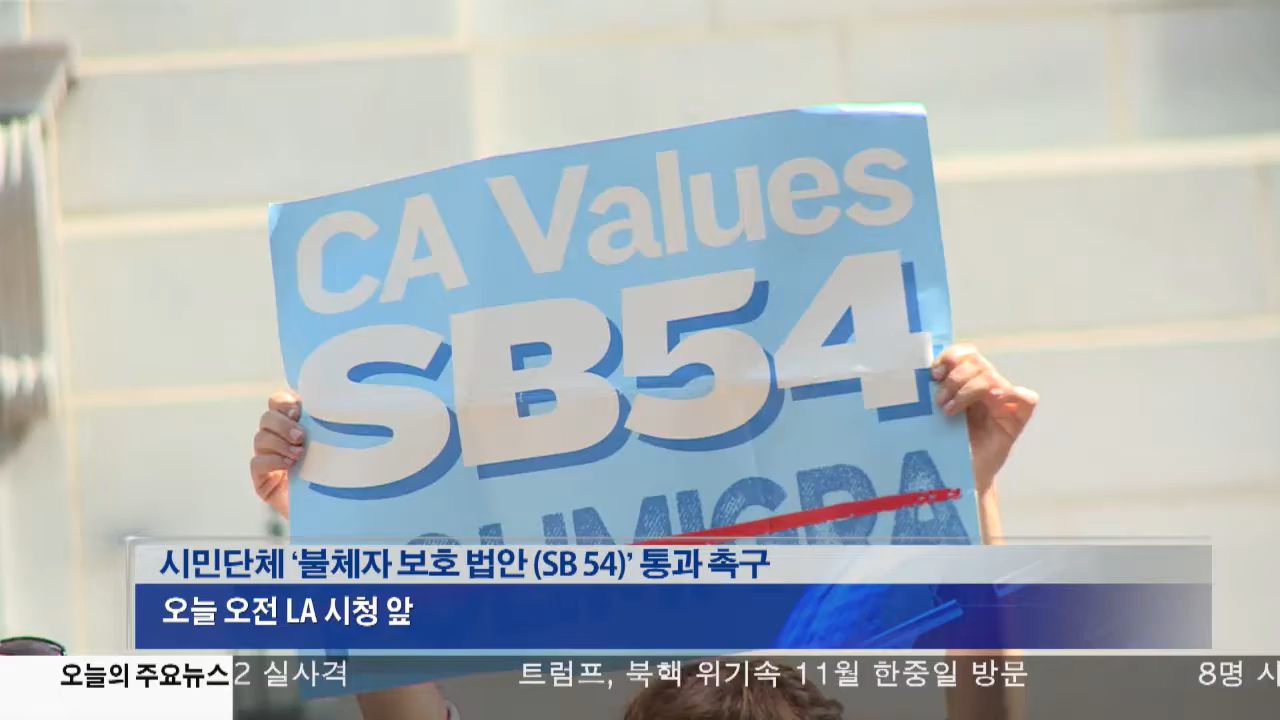 CA Values
SB54
시민단체 ‘불체자 보호 법안 (SB 54)’ 통과 촉구
오늘 오전 LA 시청 앞
오늘의 주요뉴스 2 실사격 트럼프, 북핵 위기속 11월 한중일 방문 8명